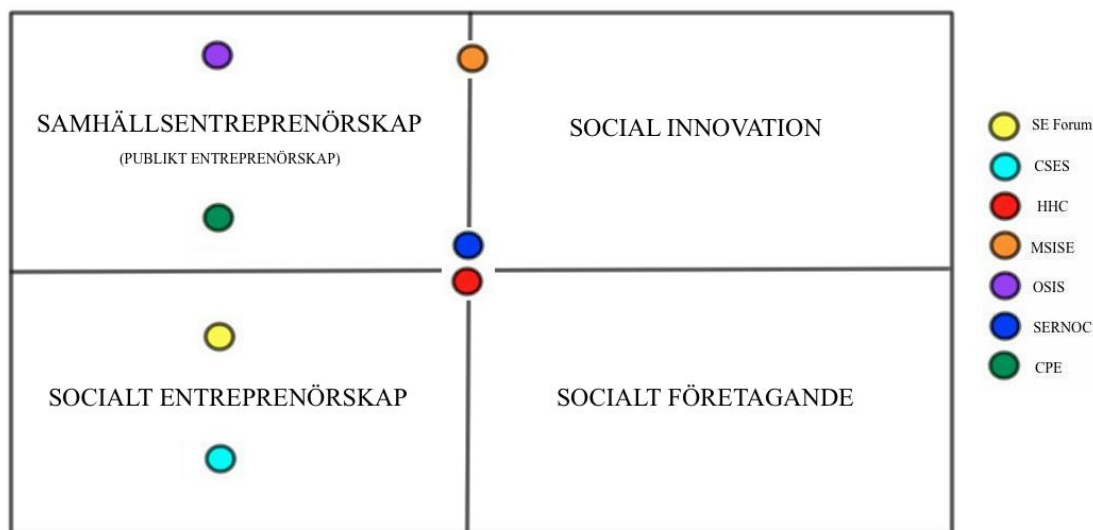 SAMHÄLLSENTREPRENÖRSKAP
(PUBLIKT ENTREPRENÖRSKAP)
SOCIAL INNOVATION
SOCIALT ENTREPRENÖRSKAP
SOCIALT FÖRETAGANDE
SE Forum
CSES
HHC
MSISE
OSIS
SERNOC
CPE